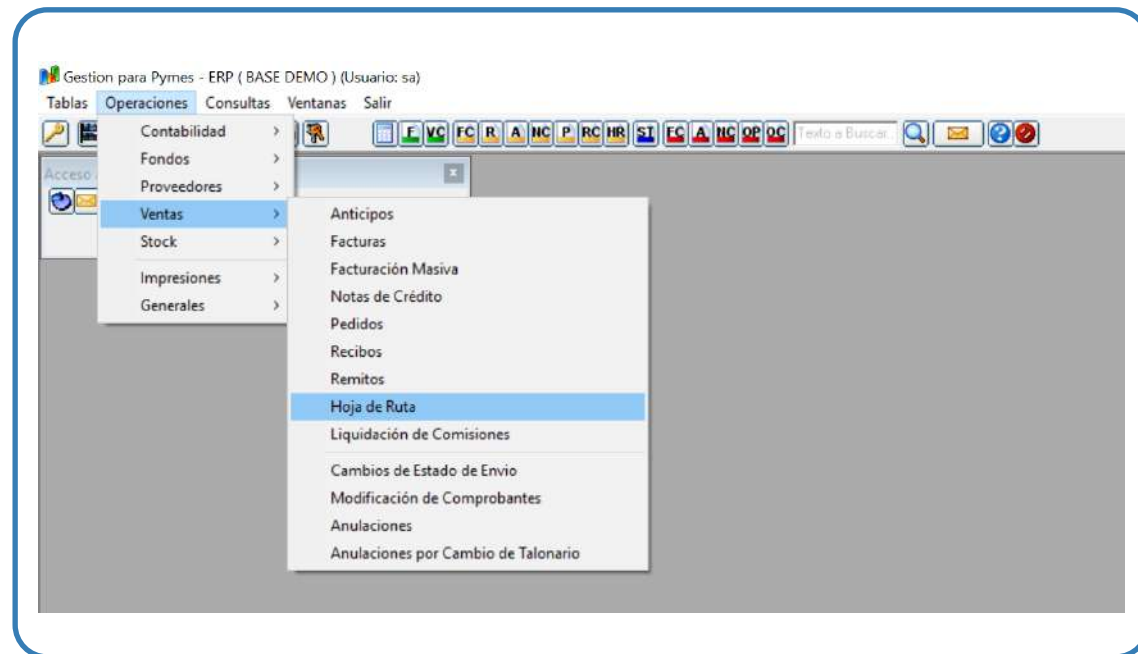 Gestion para Pymes - ERP ( BASE DEMO ) (Usuario: sa)
Tablas Operaciones Consultas Ventanas Salir
F VC FC R A NC P RC HR SI FC A NC OP OC Texto a Buscar..
Contabilidad
Fondos
Proveedores
Ventas
Stock
Impresiones
Generales
Acceso
Anticipos
Facturas
Facturación Masiva
Notas de Crédito
Pedidos
Recibos
Remitos
Hoja de Ruta
Liquidación de Comisiones
Cambios de Estado de Envio
Modificación de Comprobantes
Anulaciones
Anulaciones por Cambio de Talonario